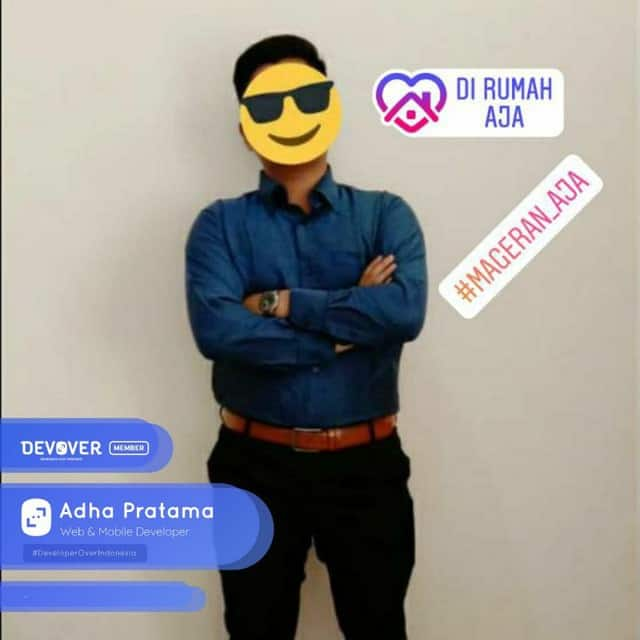 DI RUMAH
AJA
#MAGERAN_AJA
DEVOVER MEMBER
Adha Pratama
Web & Mobile Developer
#DeveloperOverIndonesia